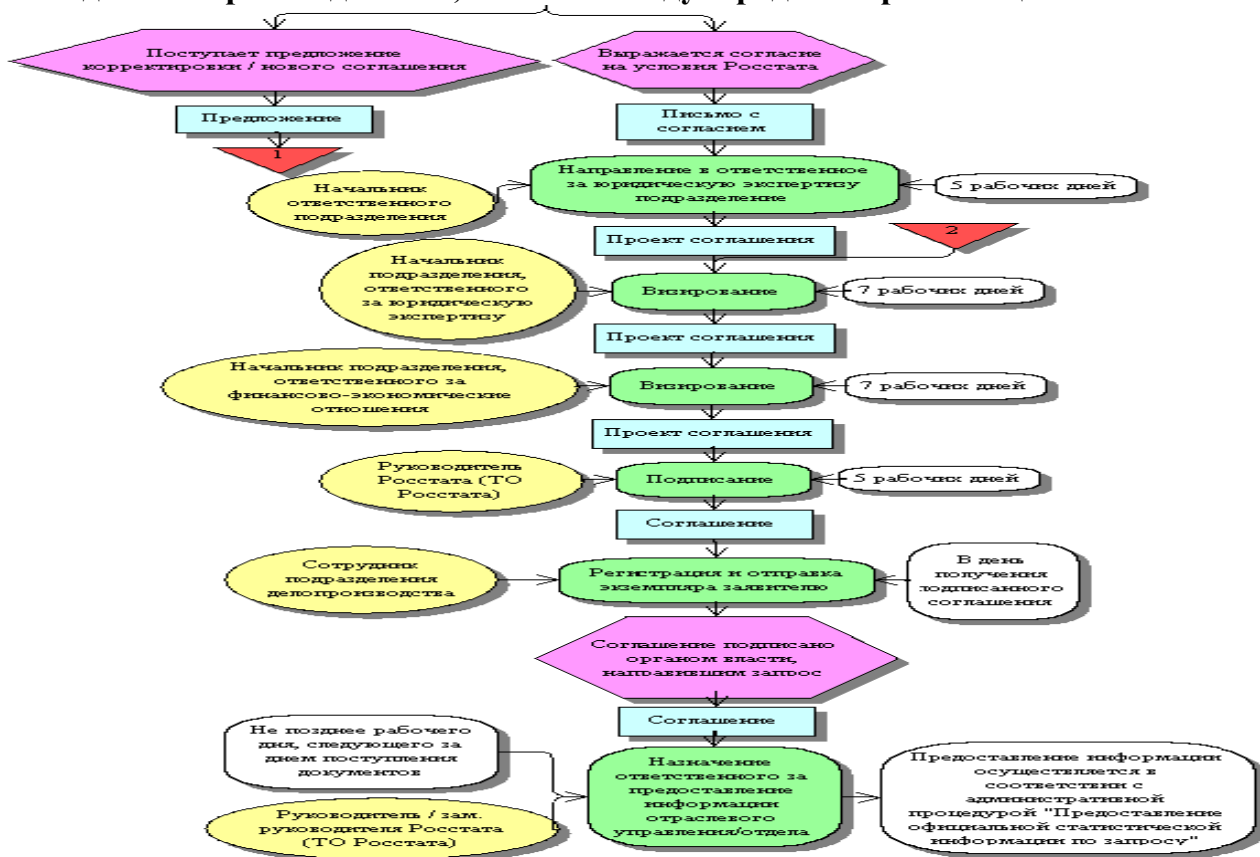 Поступает предложение
корректировки / нового соглашения
Выражается согласие
на условия Росстата
Предложение
Письмо с
согласием
1
Направление в ответственное
за юридическую экспертизу
подразделение
Начальник
ответственного
подразделения
5 рабочих дней
2
Проект соглашения
Начальник
подразделения,
ответственного
за юридическую
экспертизу
Визирование
7 рабочих дней
Проект соглашения
Начальник подразделения,
ответственного за
финансово-экономические
отношения
Визирование
7 рабочих дней
Проект соглашения
Руководитель
Росстата (ТО
Росстата)
Подписание
5 рабочих дней
Соглашение
Сотрудник
подразделения
делопроизводства
Регистрация и отправка
экземпляра заявителю
В день
получения
подписанного
соглашения
Соглашение подписано
органом власти,
направившим запрос
Соглашение
Не позднее рабочего
дня, следующего за
днем поступления
документов
Руководитель / зам.
руководителя Росстата
(ТО Росстата)
Назначение
ответственного за
предоставление
информации
отраслевого
управления/отдела
Предоставление информации
осуществляется в
соответствии с
административной
процедурой "Предоставление
официальной статистической
информации по запросу"